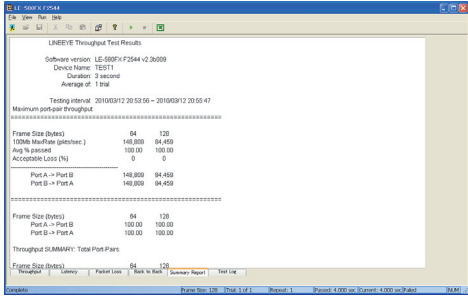 LE-580FX F2544
File View Run Help
LINEEYE Throughput Test Results
Software version: LE-580FX F2544 v2.3b009
Device Name: TEST1
Duration: 3 second
Average of: 1 trial
Testing interval: 2010/03/12 20:53:56 ~ 2010/03/12 20:55:47
Maximum port-pair throughput
============================================================
Frame Size (bytes) 64 128
100Mb MaxRate (pkts/sec.) 148,809 84,459
Avg % passed 100.00 100.00
Acceptable Loss (%) 0 0
------------------------------------------------
Port A -> Port B 148,809 84,459
Port B -> Port A 148,809 84,459
============================================================
Frame Size (bytes) 64 128
Port A -> Port B 100.00 100.00
Port B -> Port A 100.00 100.00
Throughput SUMMARY: Total Port-Pairs
Frame Size (bytes) 64 128
Throughput Latency Packet Loss Back to Back Summary Report Test Log
Complete Frame Size: 128 Trial: 1 of 1 Repeat: 1 Passed: 4.000 sec Current: 4.000 sec Failed NUM